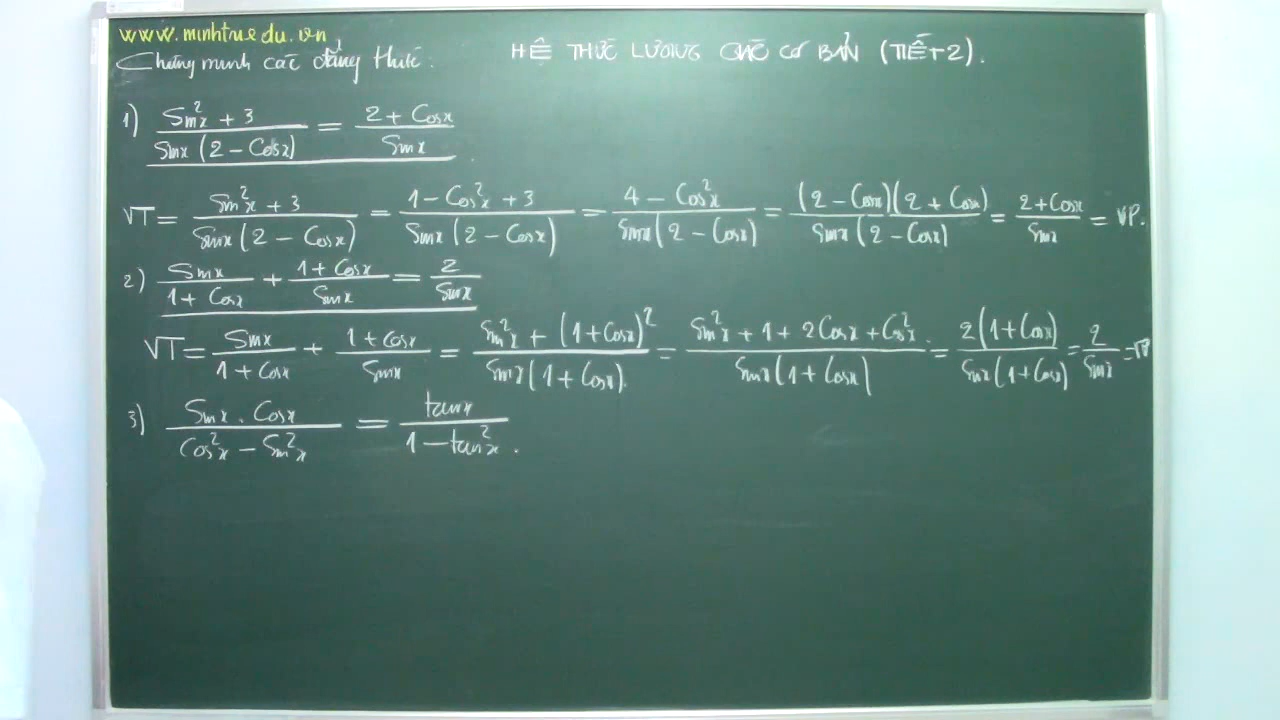 www.minhtrue.edu.vn
Chứng minh các đẳng thức:
HỆ THỨC LƯỢNG GIÁC CƠ BẢN (TIẾT 2).
1) (Sin²x + 3)/(Sinx(2 − Cosx)) = (2 + Cosx)/(Sinx)
VT = (Sin²x + 3)/(Sinx(2 − Cosx)) = (1 − Cos²x + 3)/(Sinx(2 − Cosx)) = (4 − Cos²x)/(Sinx(2 − Cosx)) = ((2 − Cosx)(2 + Cosx))/(Sinx(2 − Cosx)) = (2 + Cosx)/(Sinx) = VP.
2) (Sinx)/(1 + Cosx) + (1 + Cosx)/(Sinx) = 2/(Sinx)
VT = (Sinx)/(1 + Cosx) + (1 + Cosx)/(Sinx) = (Sin²x + (1 + Cosx)²)/(Sinx(1 + Cosx)) = (Sin²x + 1 + 2Cosx + Cos²x)/(Sinx(1 + Cosx)) = (2(1 + Cosx))/(Sinx(1 + Cosx)) = 2/(Sinx) = VP
3) (Sinx . Cosx)/(Cos²x − Sin²x) = (tanx)/(1 − tan²x).